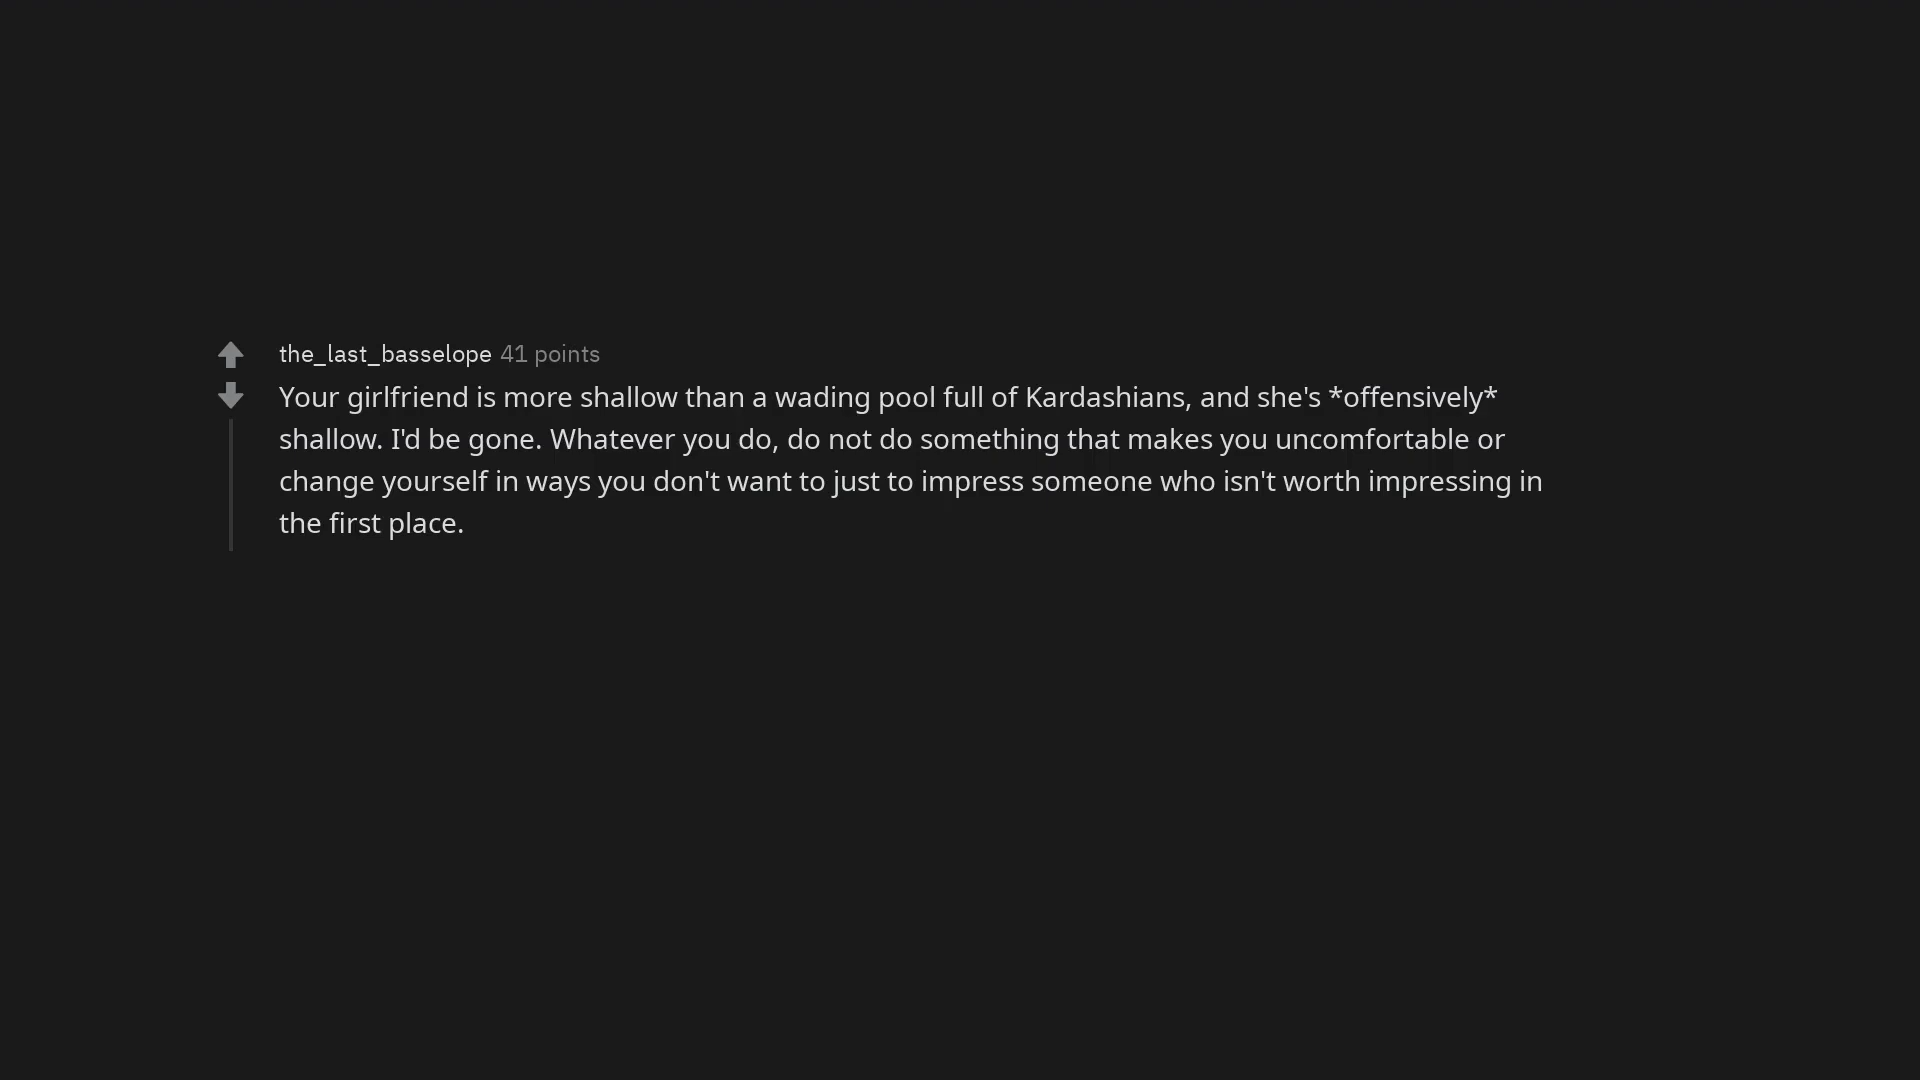 the_last_basselope 41 points
Your girlfriend is more shallow than a wading pool full of Kardashians, and she's *offensively*
shallow. I'd be gone. Whatever you do, do not do something that makes you uncomfortable or
change yourself in ways you don't want to just to impress someone who isn't worth impressing in
the first place.